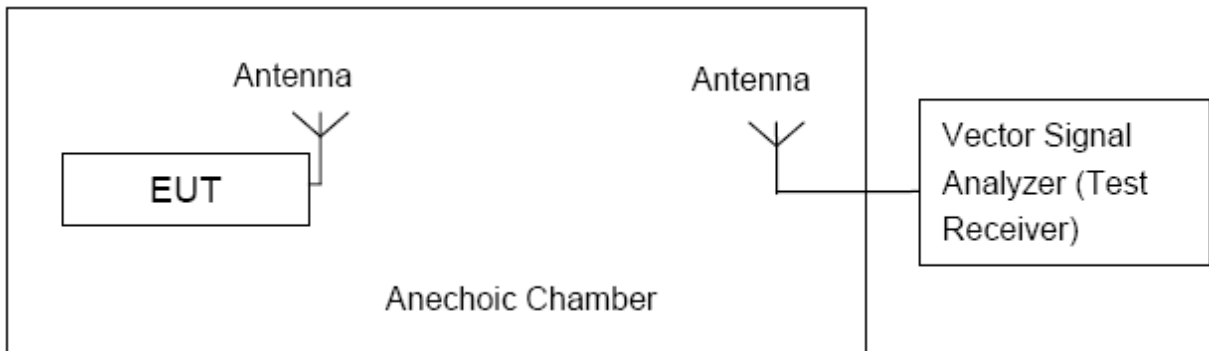 Antenna
Antenna
EUT
Vector Signal
Analyzer (Test
Receiver)
Anechoic Chamber